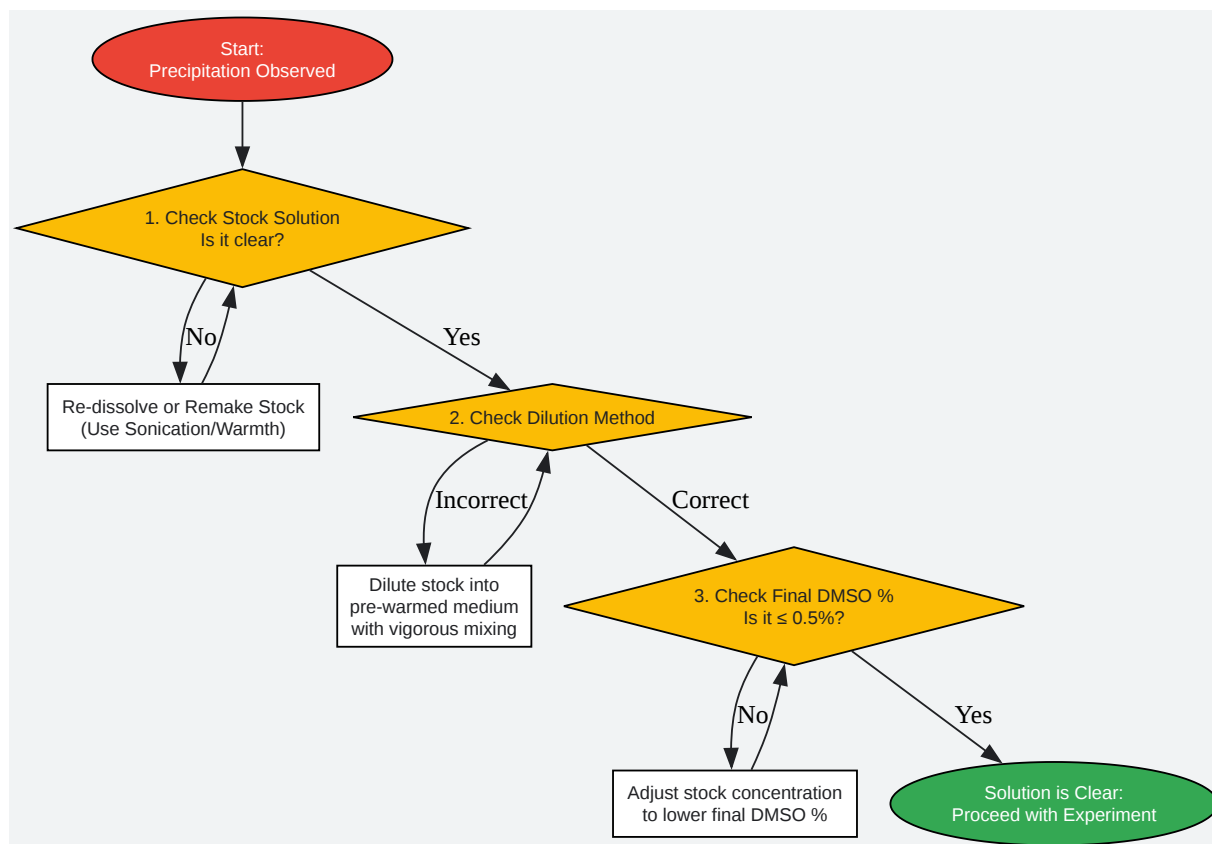 Start:
Precipitation Observed
1. Check Stock Solution
Is it clear?
No
Yes
Re-dissolve or Remake Stock
(Use Sonication/Warmth)
2. Check Dilution Method
Incorrect
Correct
Dilute stock into
pre-warmed medium
with vigorous mixing
3. Check Final DMSO %
Is it ≤ 0.5%?
No
Yes
Adjust stock concentration
to lower final DMSO %
Solution is Clear:
Proceed with Experiment